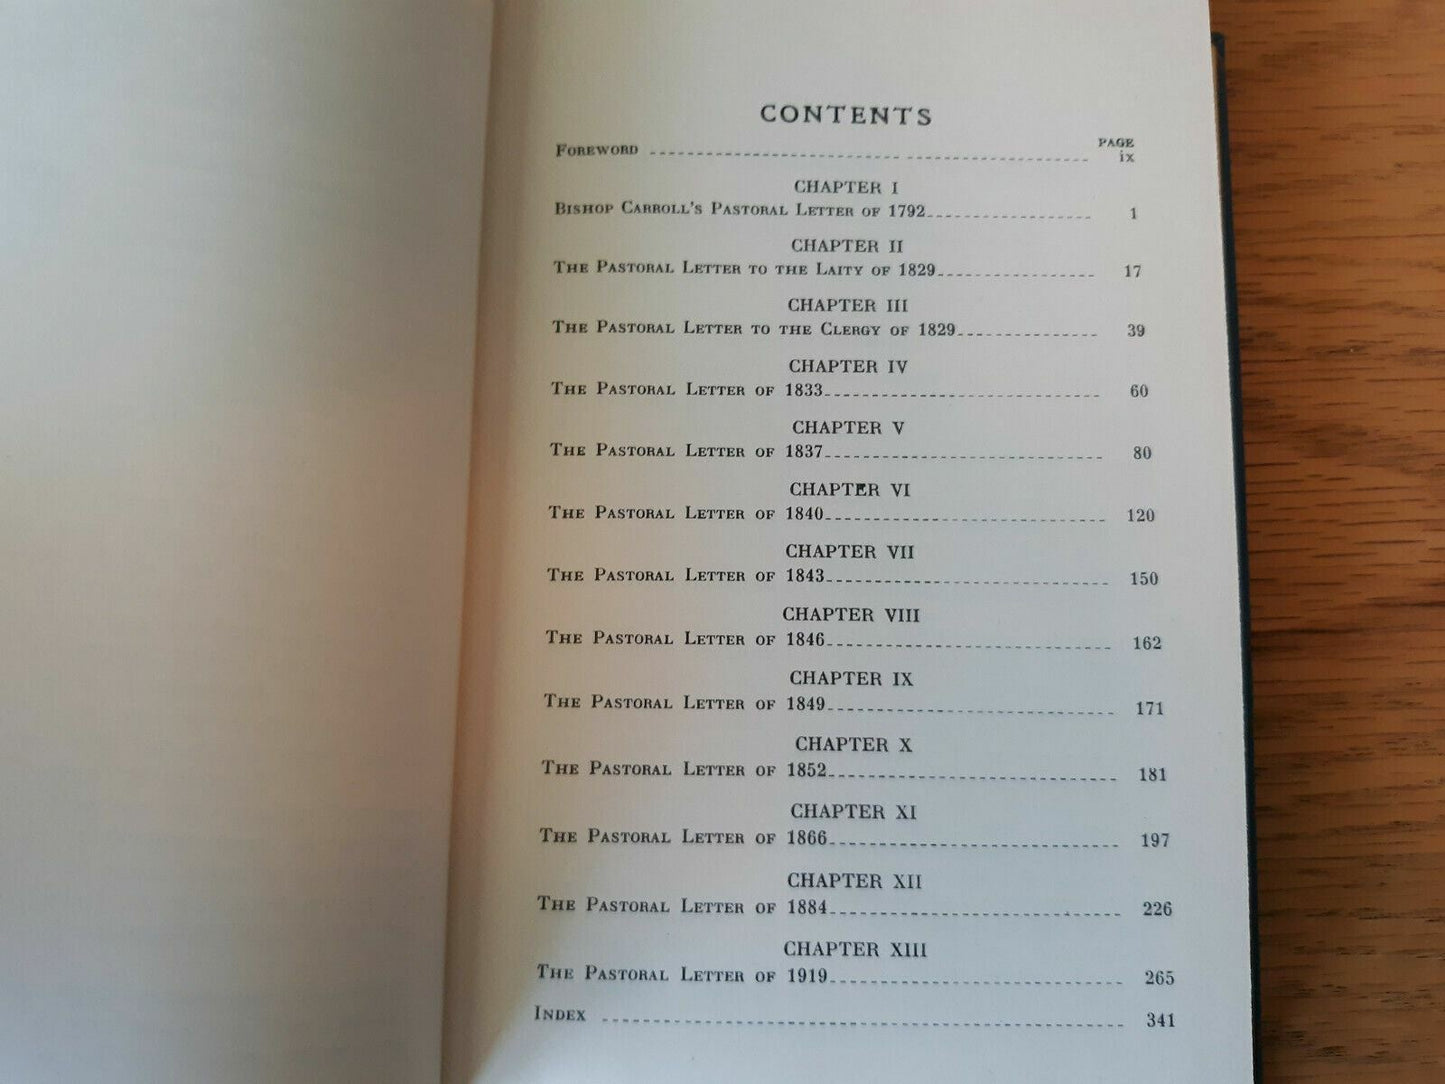 CONTENTS
PAGE
FOREWORD ix
CHAPTER I
BISHOP CARROLL'S PASTORAL LETTER OF 1792 1
CHAPTER II
THE PASTORAL LETTER TO THE LAITY OF 1829 17
CHAPTER III
THE PASTORAL LETTER TO THE CLERGY OF 1829 39
CHAPTER IV
THE PASTORAL LETTER OF 1833 60
CHAPTER V
THE PASTORAL LETTER OF 1837 80
CHAPTER VI
THE PASTORAL LETTER OF 1840 120
CHAPTER VII
THE PASTORAL LETTER OF 1843 150
CHAPTER VIII
THE PASTORAL LETTER OF 1846 162
CHAPTER IX
THE PASTORAL LETTER OF 1849 171
CHAPTER X
THE PASTORAL LETTER OF 1852 181
CHAPTER XI
THE PASTORAL LETTER OF 1866 197
CHAPTER XII
THE PASTORAL LETTER OF 1884 226
CHAPTER XIII
THE PASTORAL LETTER OF 1919 265
INDEX 341